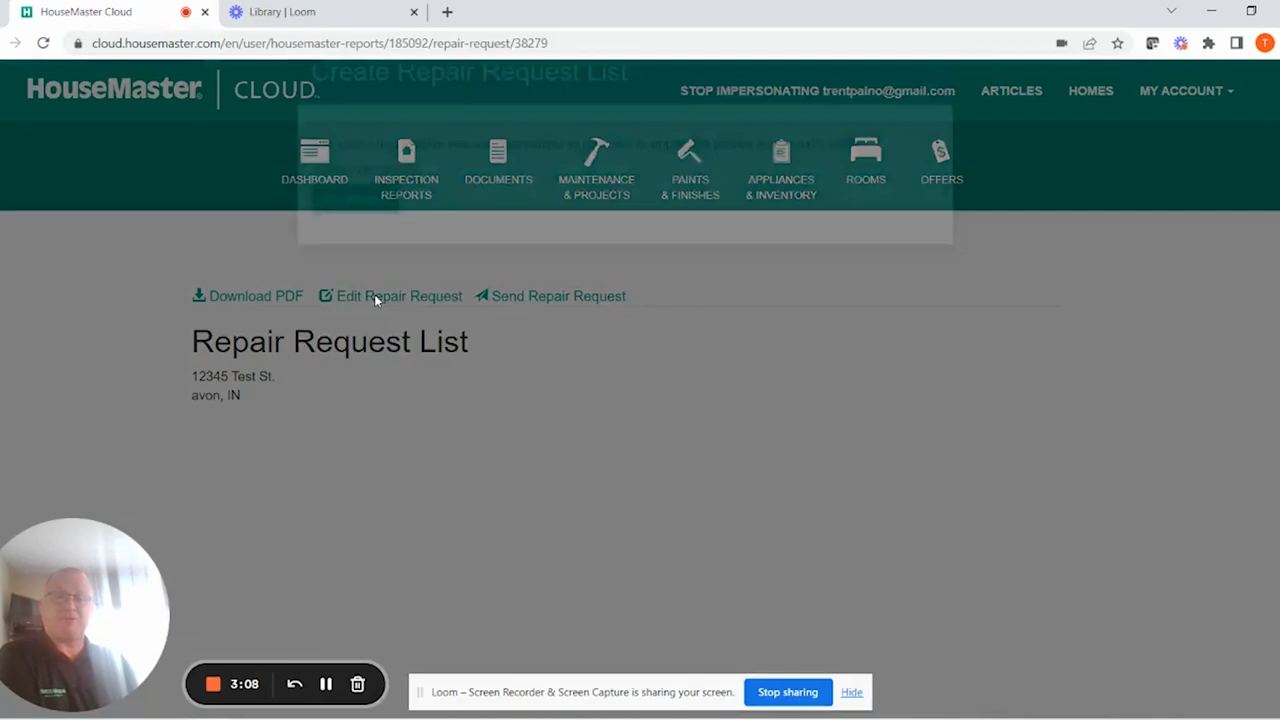 HouseMaster Cloud
Library | Loom
cloud.housemaster.com/en/user/housemaster-reports/185092/repair-request/38279
T
Create Repair Request List
HouseMaster® CLOUD
STOP IMPERSONATING trentpaino@gmail.com
ARTICLES
HOMES
MY ACCOUNT
DASHBOARD
INSPECTION REPORTS
DOCUMENTS
MAINTENANCE & PROJECTS
PAINTS & FINISHES
APPLIANCES & INVENTORY
ROOMS
OFFERS
Download PDF
Edit Repair Request
Send Repair Request
Repair Request List
12345 Test St.
avon, IN
3:08
Loom – Screen Recorder & Screen Capture is sharing your screen.
Stop sharing
Hide